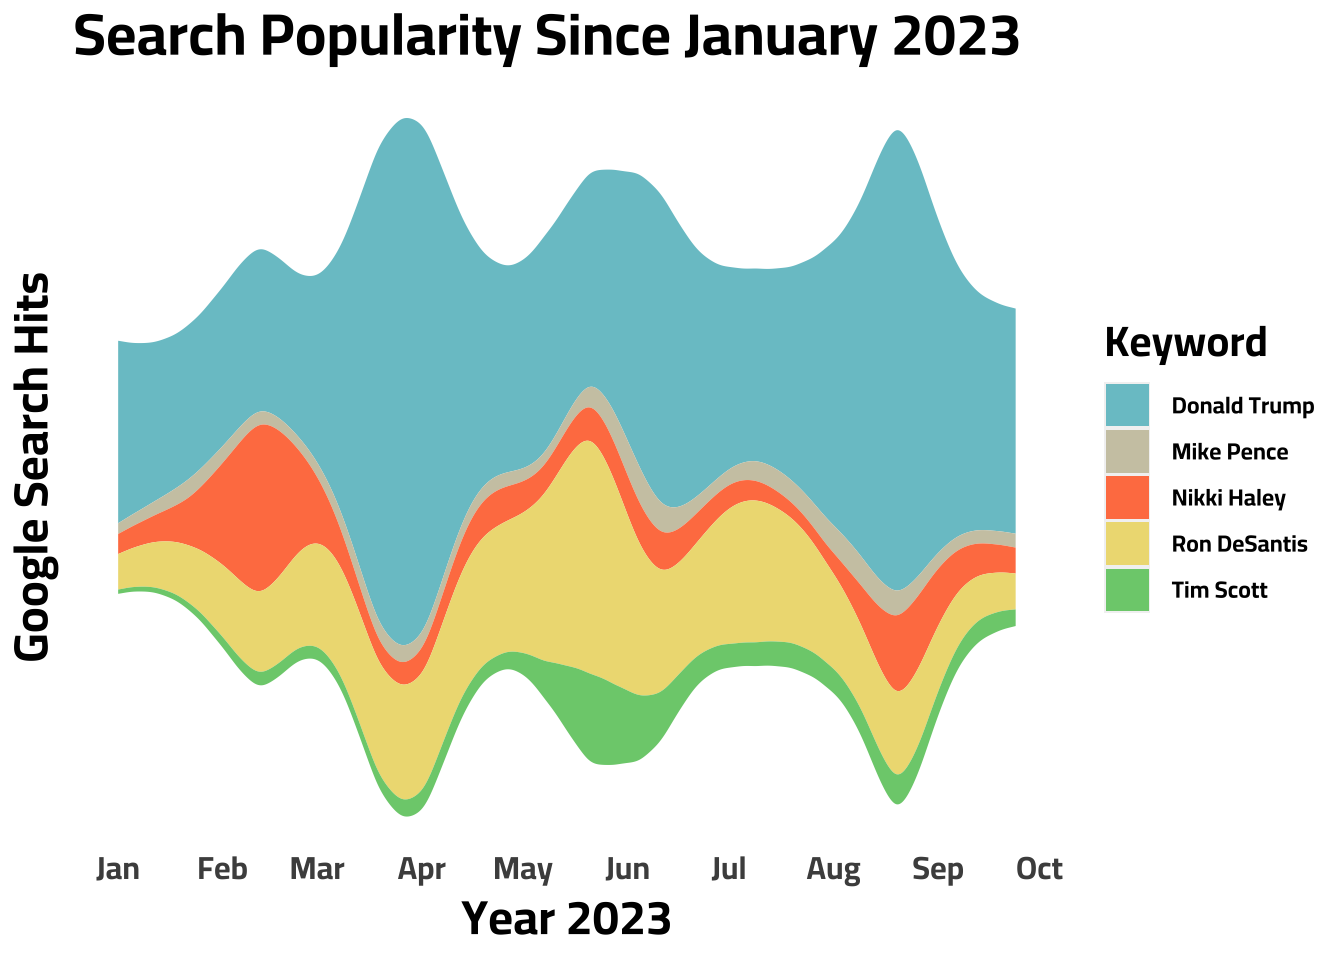 Search Popularity Since January 2023
Google Search Hits
Keyword
Donald Trump
Mike Pence
Nikki Haley
Ron DeSantis
Tim Scott
Jan Feb Mar Apr May Jun Jul Aug Sep Oct
Year 2023